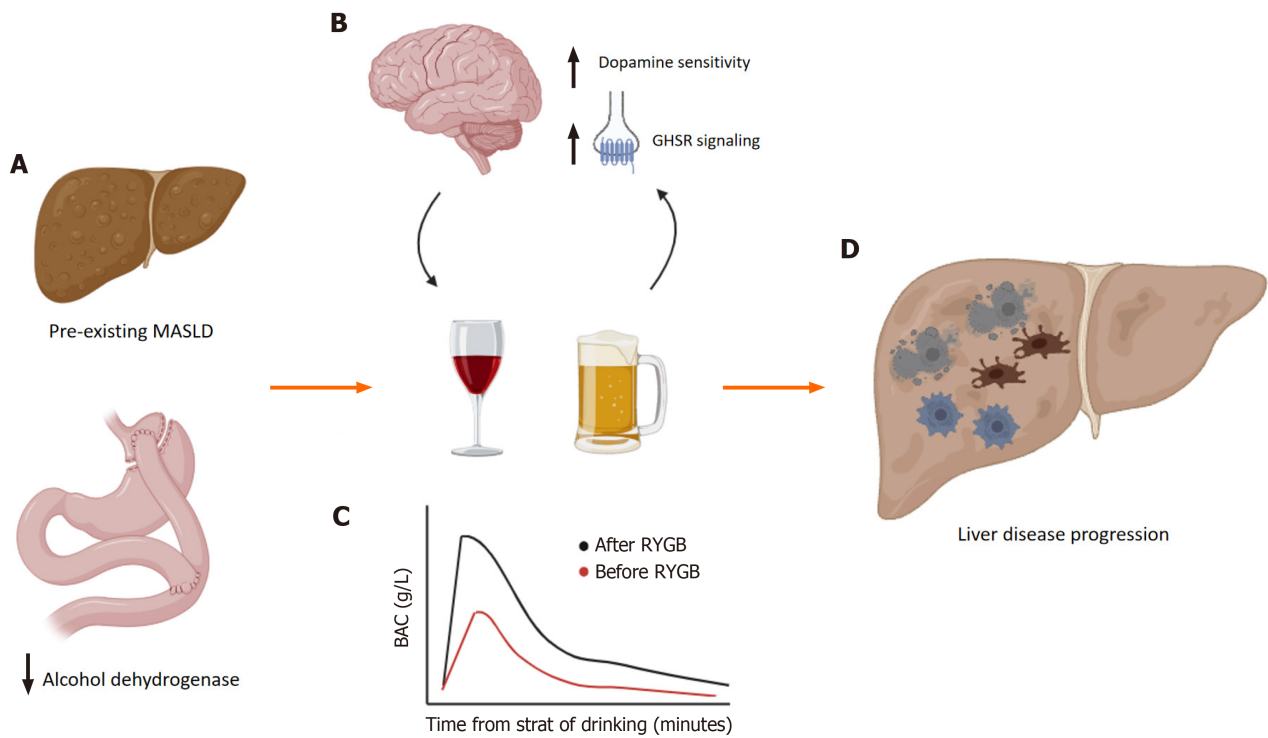 A
Pre-existing MASLD
Alcohol dehydrogenase
B
Dopamine sensitivity
GHSR signaling
C
After RYGB
Before RYGB
BAC (g/L)
Time from strat of drinking (minutes)
D
Liver disease progression